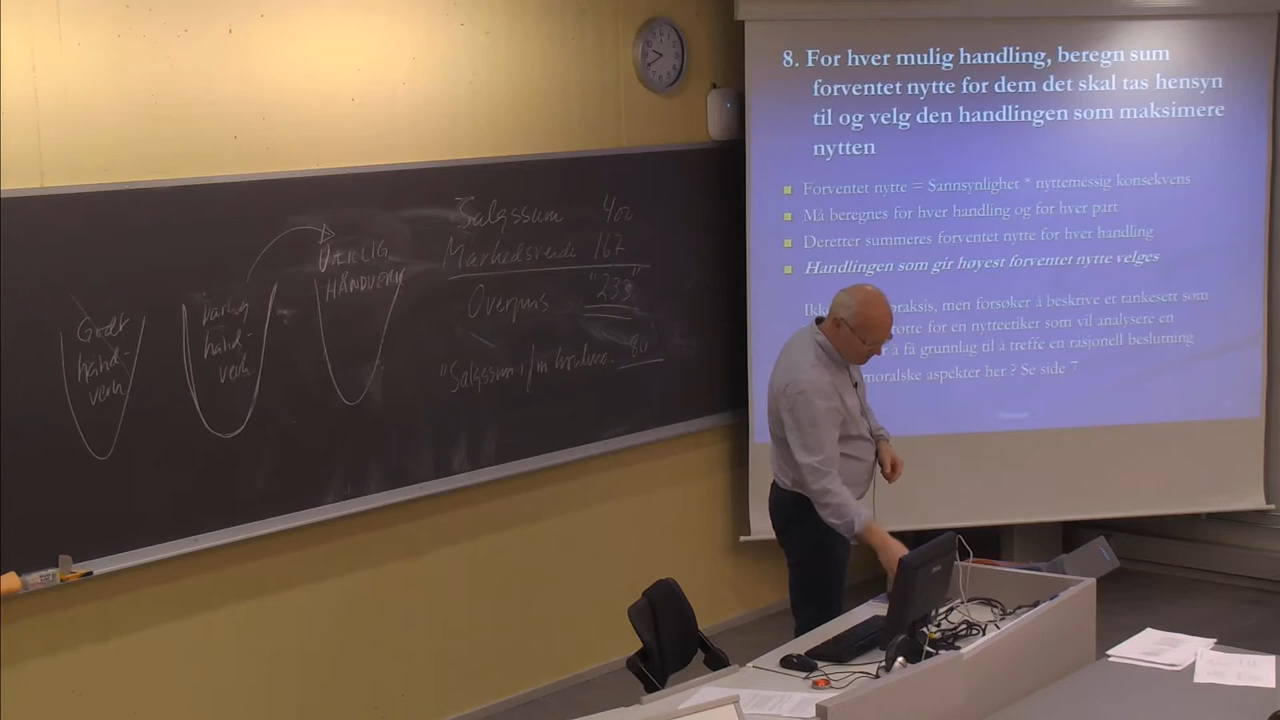 Godt
hånd-
verk
hånd-
verk
HÅNDVERK
Salgssum 400
Markedsverdi 167
Overpris "233"
"Salgssum 80
8. For hver mulig handling, beregn sum
forventet nytte for dem det skal tas hensyn
til og velg den handlingen som maksimere
nytten
Forventet nytte = Sannsynlighet * nyttemessig konsekvens
Må beregnes for hver handling og for hver part
Deretter summeres forventet nytte for hver handling
Handlingen som gir høyest forventet nytte velges
praksis, men forsøker å beskrive et tankesett som
støtte for en nytteetiker som vil analysere en
å få grunnlag til å treffe en rasjonell beslutning
moralske aspekter her ? Se side 7